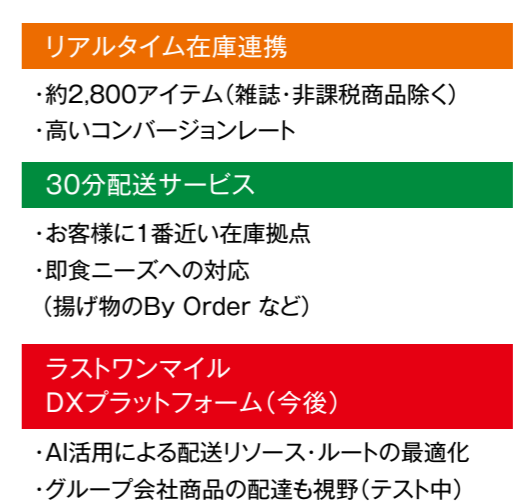 リアルタイム在庫連携
・約2,800アイテム（雑誌・非課税商品除く）
・高いコンバージョンレート
30分配送サービス
・お客様に1番近い在庫拠点
・即食ニーズへの対応
（揚げ物のBy Order など）
ラストワンマイル
DXプラットフォーム（今後）
・AI活用による配送リソース・ルートの最適化
・グループ会社商品の配達も視野（テスト中）